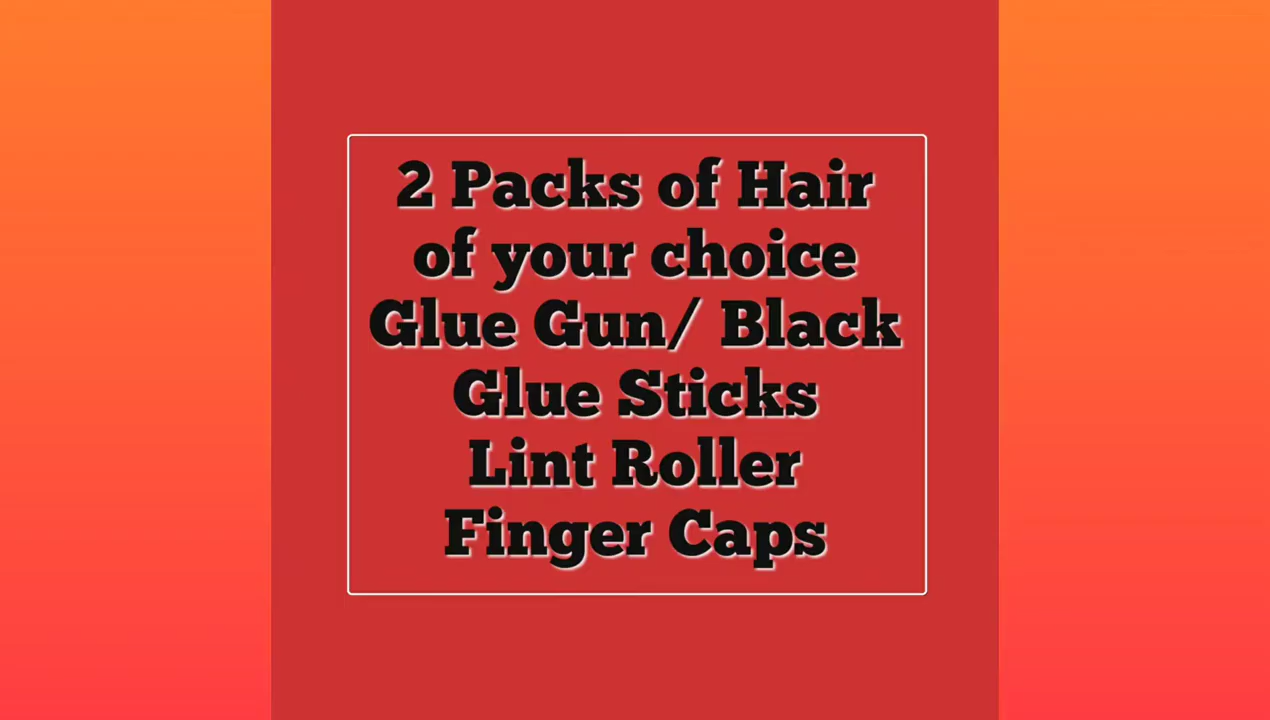 2 Packs of Hair
of your choice
Glue Gun/ Black
Glue Sticks
Lint Roller
Finger Caps